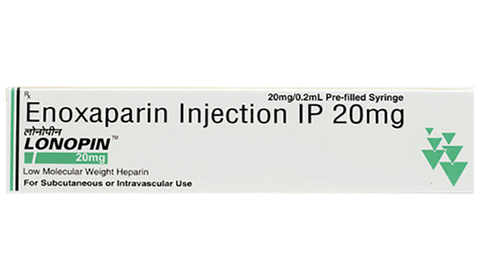 20mg/0.2mL Pre-filled Syringe
Rx
Enoxaparin Injection IP 20mg
लोनोपीन
LONOPIN™
20mg
Low Molecular Weight Heparin
For Subcutaneous or Intravascular Use